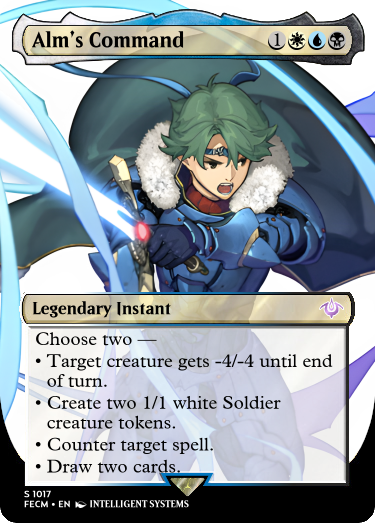 Alm's Command 1
Legendary Instant
Choose two —
• Target creature gets -4/-4 until end
of turn.
• Create two 1/1 white Soldier
creature tokens.
• Counter target spell.
• Draw two cards.
S 1017
FECM • EN INTELLIGENT SYSTEMS